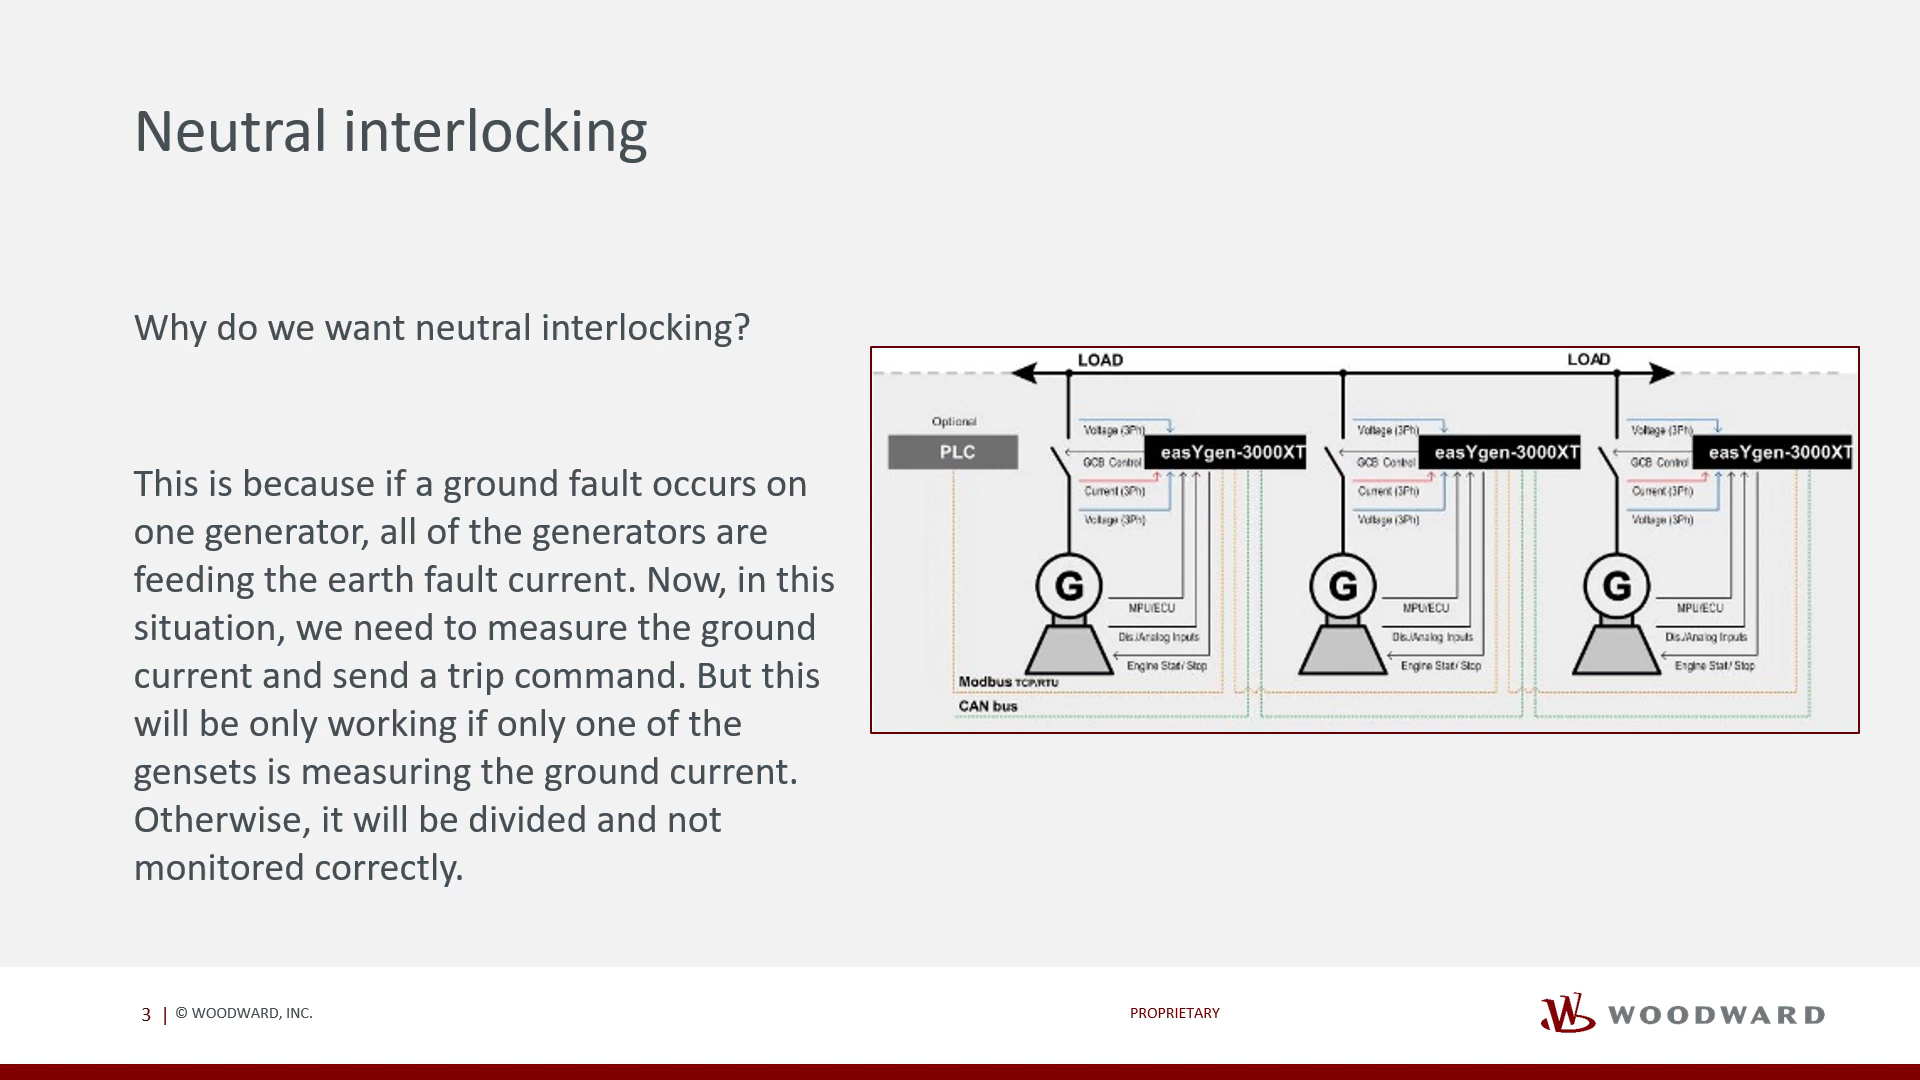 Neutral interlocking
Why do we want neutral interlocking?
This is because if a ground fault occurs on
one generator, all of the generators are
feeding the earth fault current. Now, in this
situation, we need to measure the ground
current and send a trip command. But this
will be only working if only one of the
gensets is measuring the ground current.
Otherwise, it will be divided and not
monitored correctly.
LOAD LOAD
Optional
PLC
Voltage (3Ph) Voltage (3Ph) Voltage (3Ph)
easYgen-3000XT easYgen-3000XT easYgen-3000XT
GCB Control GCB Control GCB Control
Current (3Ph) Current (3Ph) Current (3Ph)
Voltage (3Ph) Voltage (3Ph) Voltage (3Ph)
G G G
MPU/ECU MPU/ECU MPU/ECU
Dis./Analog Inputs Dis./Analog Inputs Dis./Analog Inputs
Engine Start/ Stop Engine Start/ Stop Engine Start/ Stop
Modbus TCP/RTU
CAN bus
3 | © WOODWARD, INC.
PROPRIETARY
WOODWARD